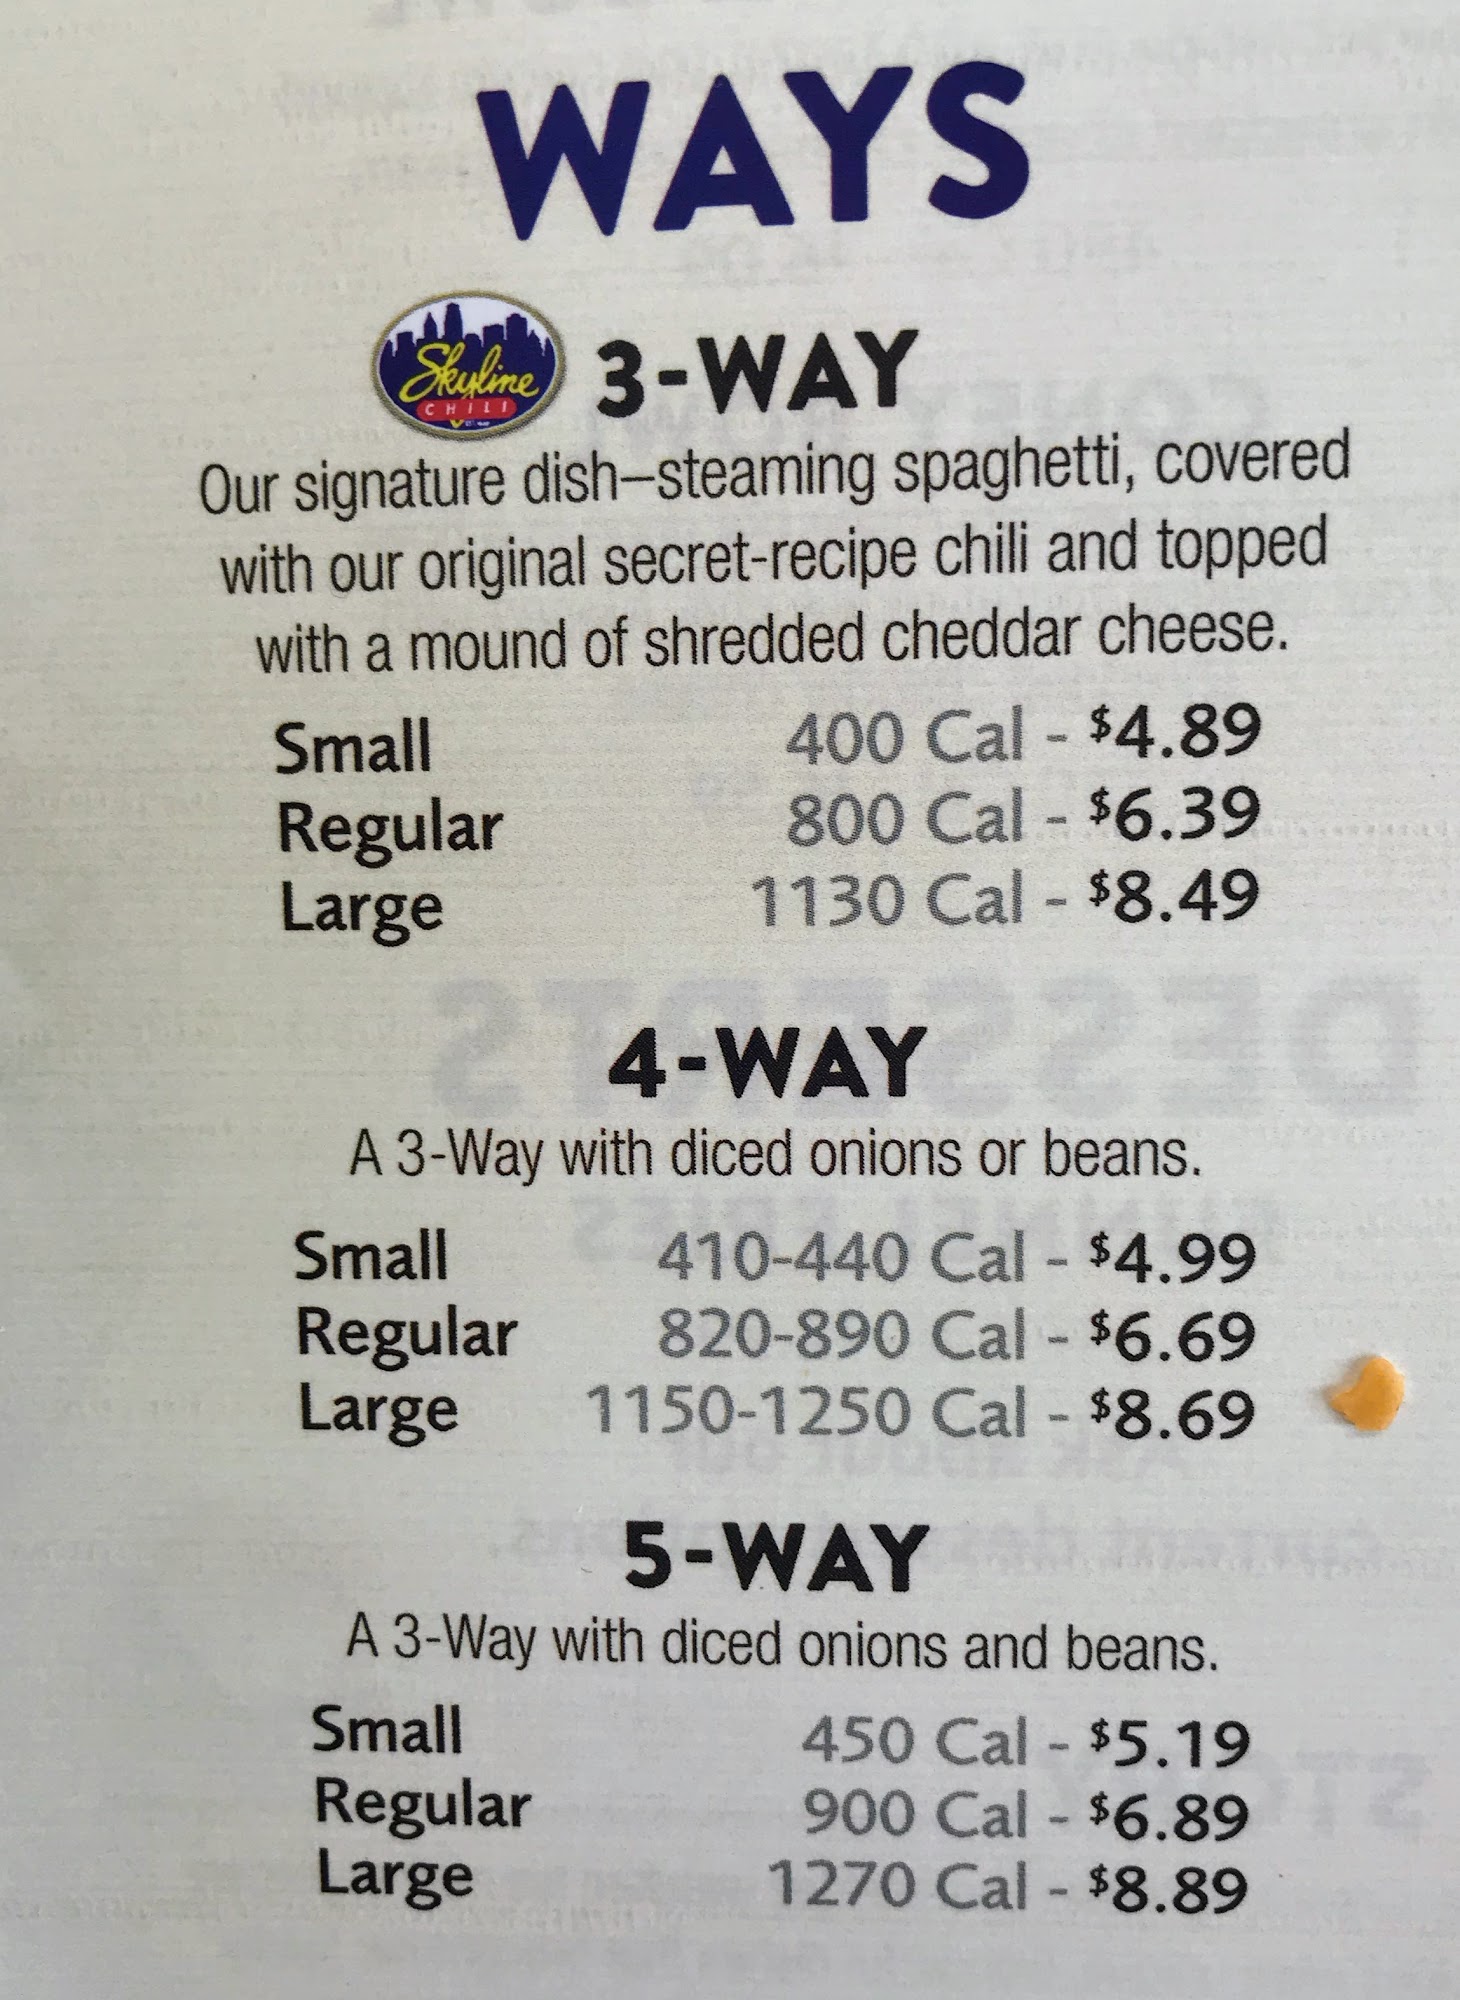 WAYS
Skyline
CHILI
3-WAY
Our signature dish–steaming spaghetti, covered
with our original secret-recipe chili and topped
with a mound of shredded cheddar cheese.
Small 400 Cal - $4.89
Regular 800 Cal - $6.39
Large 1130 Cal - $8.49
4-WAY
A 3-Way with diced onions or beans.
Small 410-440 Cal - $4.99
Regular 820-890 Cal - $6.69
Large 1150-1250 Cal - $8.69
5-WAY
A 3-Way with diced onions and beans.
Small 450 Cal - $5.19
Regular 900 Cal - $6.89
Large 1270 Cal - $8.89